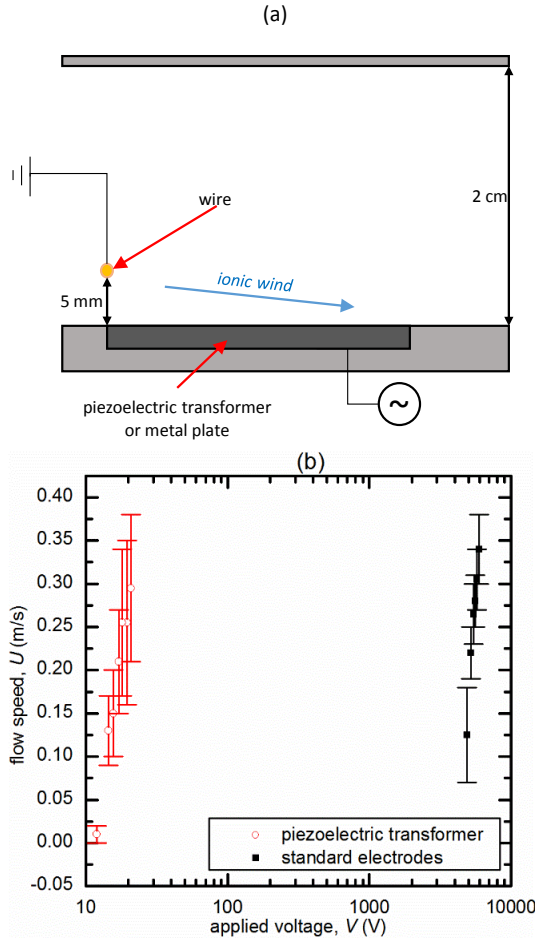 (a)
wire
2 cm
ionic wind
5 mm
piezoelectric transformer
or metal plate
~
(b)
0.40
0.35
0.30
0.25
0.20
0.15
0.10
0.05
0.00
-0.05
flow speed, U (m/s)
piezoelectric transformer
standard electrodes
10
100
1000
10000
applied voltage, V (V)